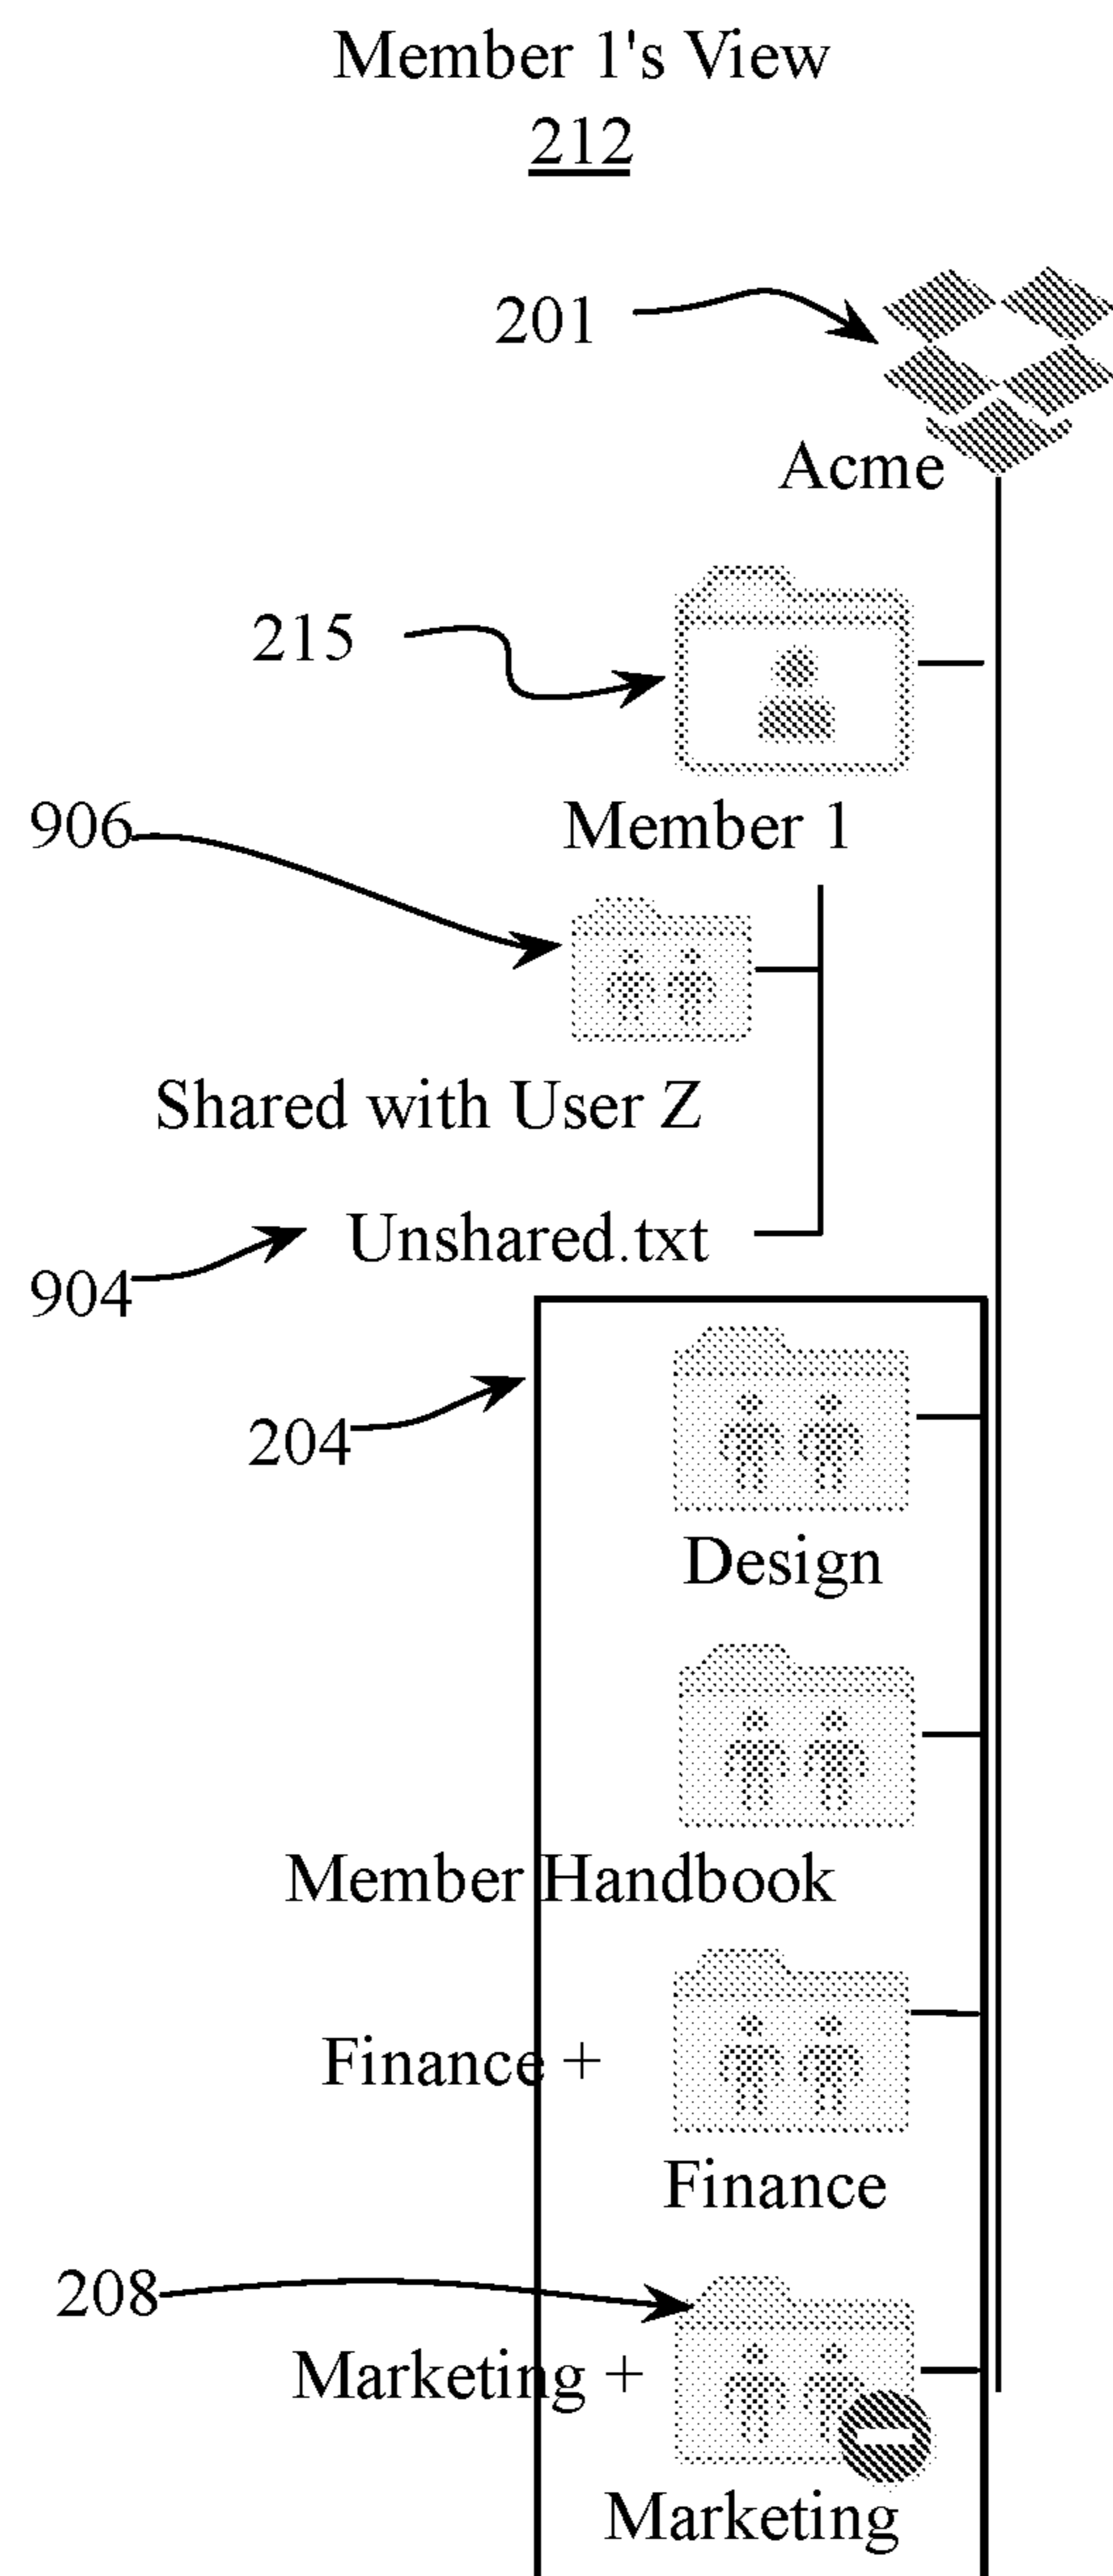 Member 1's View
212
201
Acme
215
906
Member 1
Shared with User Z
Unshared.txt
904
204
Design
Member Handbook
Finance +
Finance
208
Marketing +
Marketing